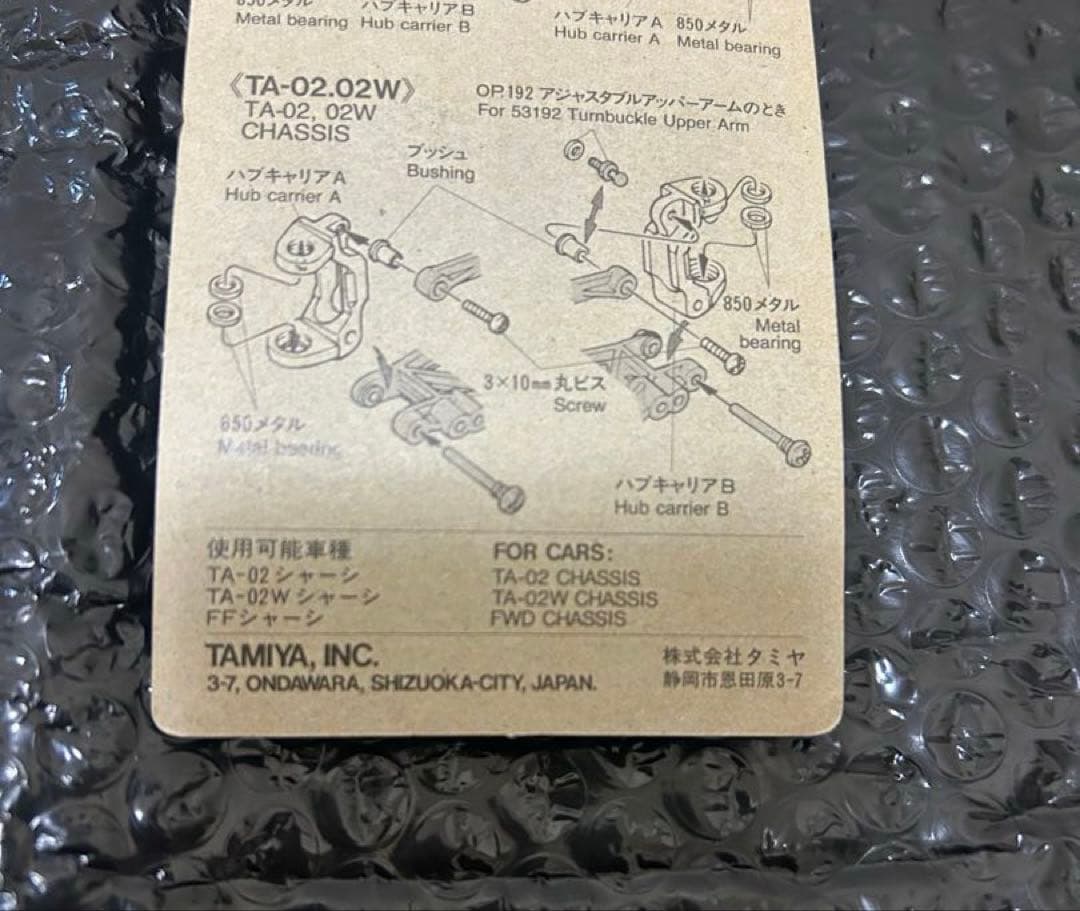 850メタル ハブキャリアB
Metal bearing Hub carrier B
ハブキャリアA 850メタル
Hub carrier A Metal bearing
《TA-02.02W》
TA-02, 02W
CHASSIS
OP.192 アジャスタブルアッパーアームのとき
For 53192 Turnbuckle Upper Arm
ブッシュ
Bushing
ハブキャリアA
Hub carrier A
850メタル
Metal
bearing
3×10mm丸ビス
Screw
850メタル
Metal bearing
ハブキャリアB
Hub carrier B
使用可能車種
TA-02シャーシ
TA-02Wシャーシ
FFシャーシ
FOR CARS:
TA-02 CHASSIS
TA-02W CHASSIS
FWD CHASSIS
TAMIYA, INC.
3-7, ONDAWARA, SHIZUOKA-CITY, JAPAN.
株式会社タミヤ
静岡市恩田原3-7